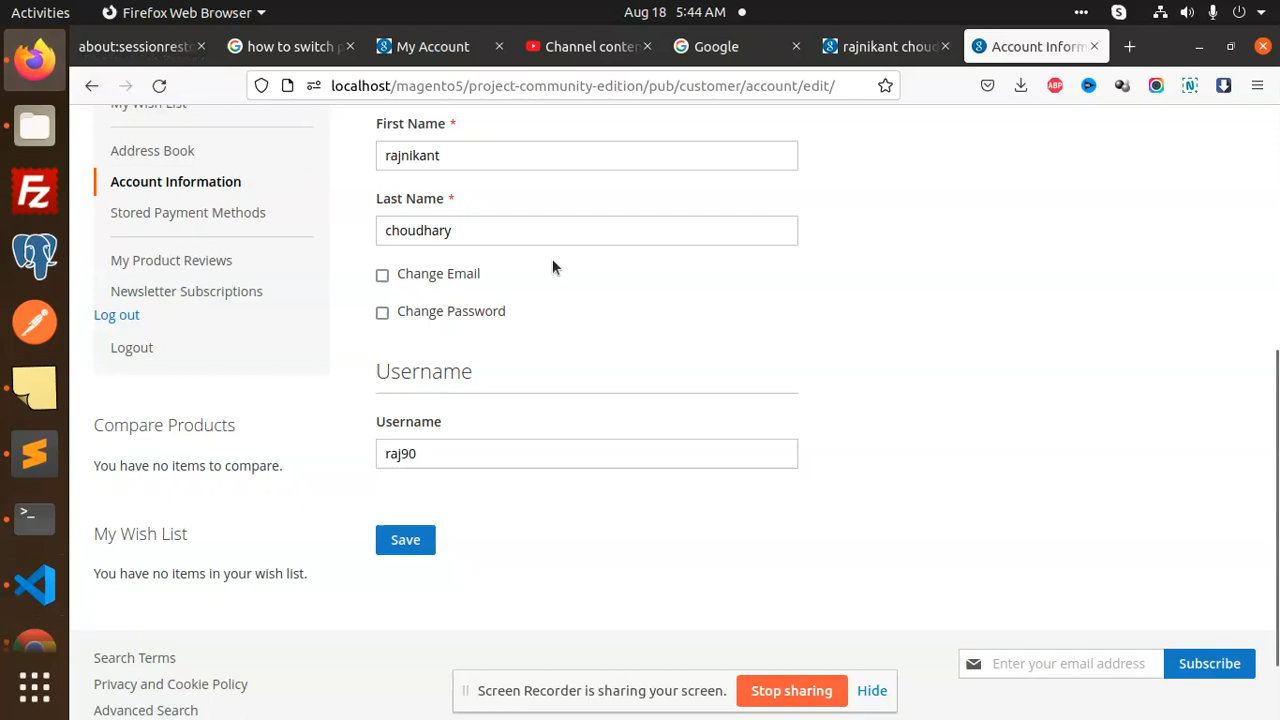 Activities
Firefox Web Browser
Aug 18 5:44 AM
about:sessionrest
how to switch p
My Account
Channel conten
Google
rajnikant choud
Account Inform
localhost/magento5/project-community-edition/pub/customer/account/edit/
ABP
My Wish List
Address Book
Account Information
Stored Payment Methods
My Product Reviews
Newsletter Subscriptions
Log out
Logout
Compare Products
You have no items to compare.
My Wish List
You have no items in your wish list.
First Name *
rajnikant
Last Name *
choudhary
Change Email
Change Password
Username
Username
raj90
Save
Search Terms
Privacy and Cookie Policy
Advanced Search
Enter your email address
Subscribe
Screen Recorder is sharing your screen.
Stop sharing
Hide